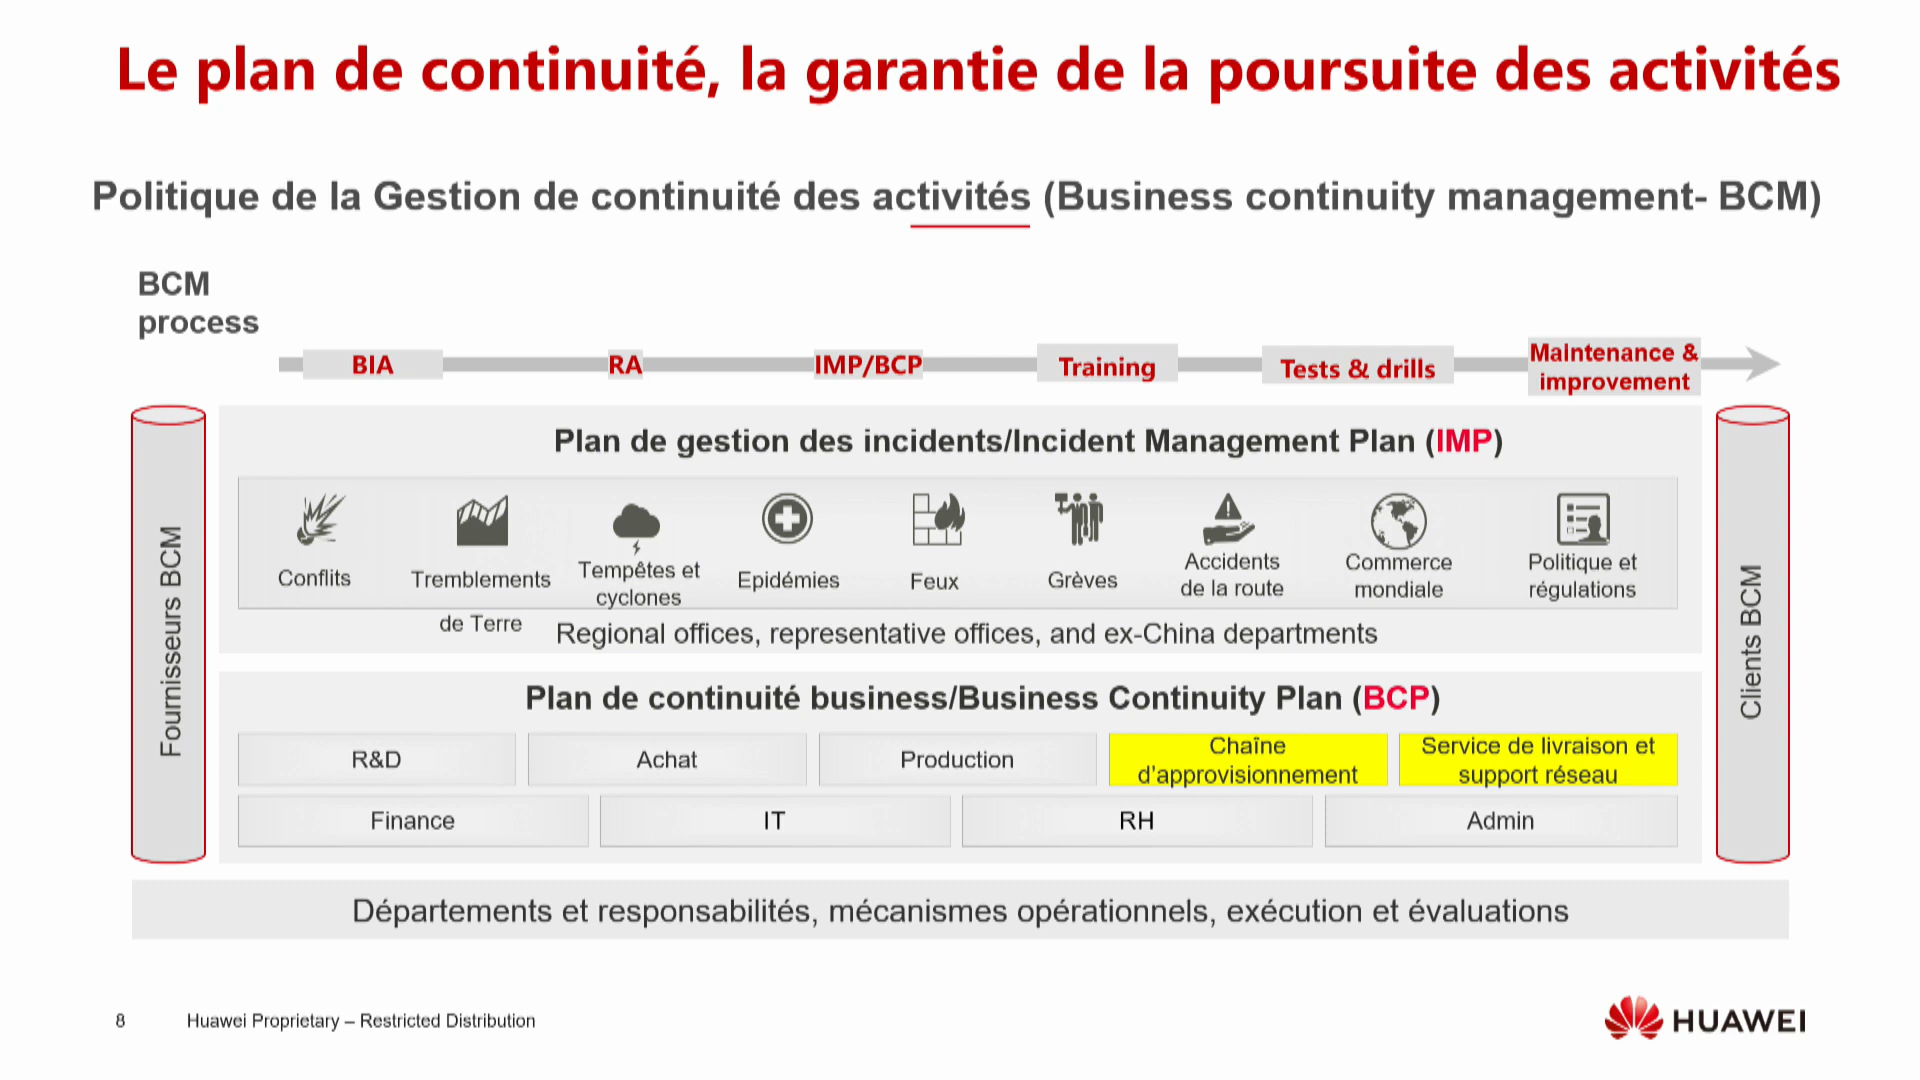 Le plan de continuité, la garantie de la poursuite des activités
Politique de la Gestion de continuité des activités (Business continuity management- BCM)
BCM
process
BIA
RA
IMP/BCP
Training
Tests & drills
Maintenance &
improvement
Fournisseurs BCM
Plan de gestion des incidents/Incident Management Plan (IMP)
Conflits
Tremblements
de Terre
Tempêtes et
cyclones
Epidémies
Feux
Grèves
Accidents
de la route
Commerce
mondiale
Politique et
régulations
Regional offices, representative offices, and ex-China departments
Plan de continuité business/Business Continuity Plan (BCP)
R&D
Achat
Production
Chaîne
d'approvisionnement
Service de livraison et
support réseau
Finance
IT
RH
Admin
Clients BCM
Départements et responsabilités, mécanismes opérationnels, exécution et évaluations
8
Huawei Proprietary – Restricted Distribution
HUAWEI